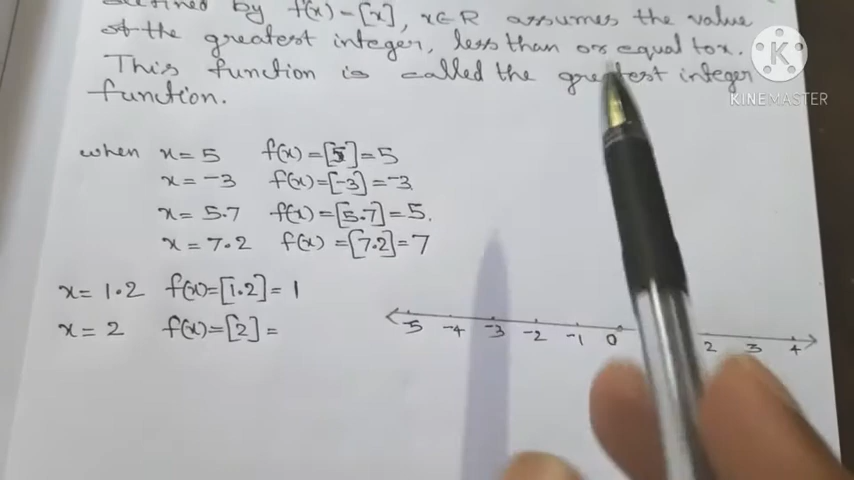 by f(x) = [x], x∈R assumes the value
of the greatest integer, less than or equal to x.
This function is called the greatest integer
function.
K
KINEMASTER
when x = 5 f(x) = [5] = 5
x = -3 f(x) = [-3] = -3
x = 5.7 f(x) = [5.7] = 5.
x = 7.2 f(x) = [7.2] = 7
x = 1.2 f(x) = [1.2] = 1
x = 2 f(x) = [2] =
-5 -4 -3 -2 -1 0 2 3 4